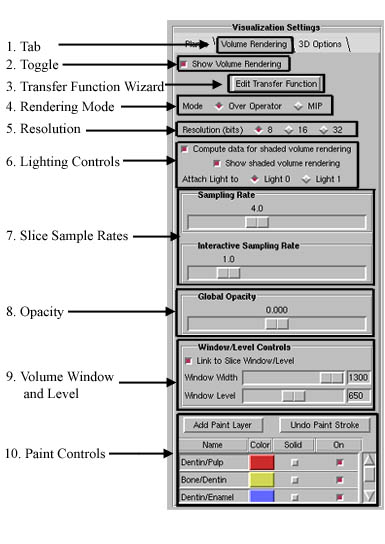 Visualization Settings
1. Tab
Volume Rendering
3D Options
2. Toggle
Show Volume Rendering
3. Transfer Function Wizard
Edit Transfer Function
4. Rendering Mode
Mode Over Operator MIP
5. Resolution
Resolution (bits) 8 16 32
6. Lighting Controls
Compute data for shaded volume rendering
Show shaded volume rendering
Attach Light to Light 0 Light 1
7. Slice Sample Rates
Sampling Rate
4.0
Interactive Sampling Rate
1.0
8. Opacity
Global Opacity
0.000
9. Volume Window
and Level
Window/Level Controls
Link to Slice Window/Level
Window Width 1300
Window Level 650
10. Paint Controls
Add Paint Layer Undo Paint Stroke
Name Color Solid On
Dentin/Pulp
Bone/Dentin
Dentin/Enamel